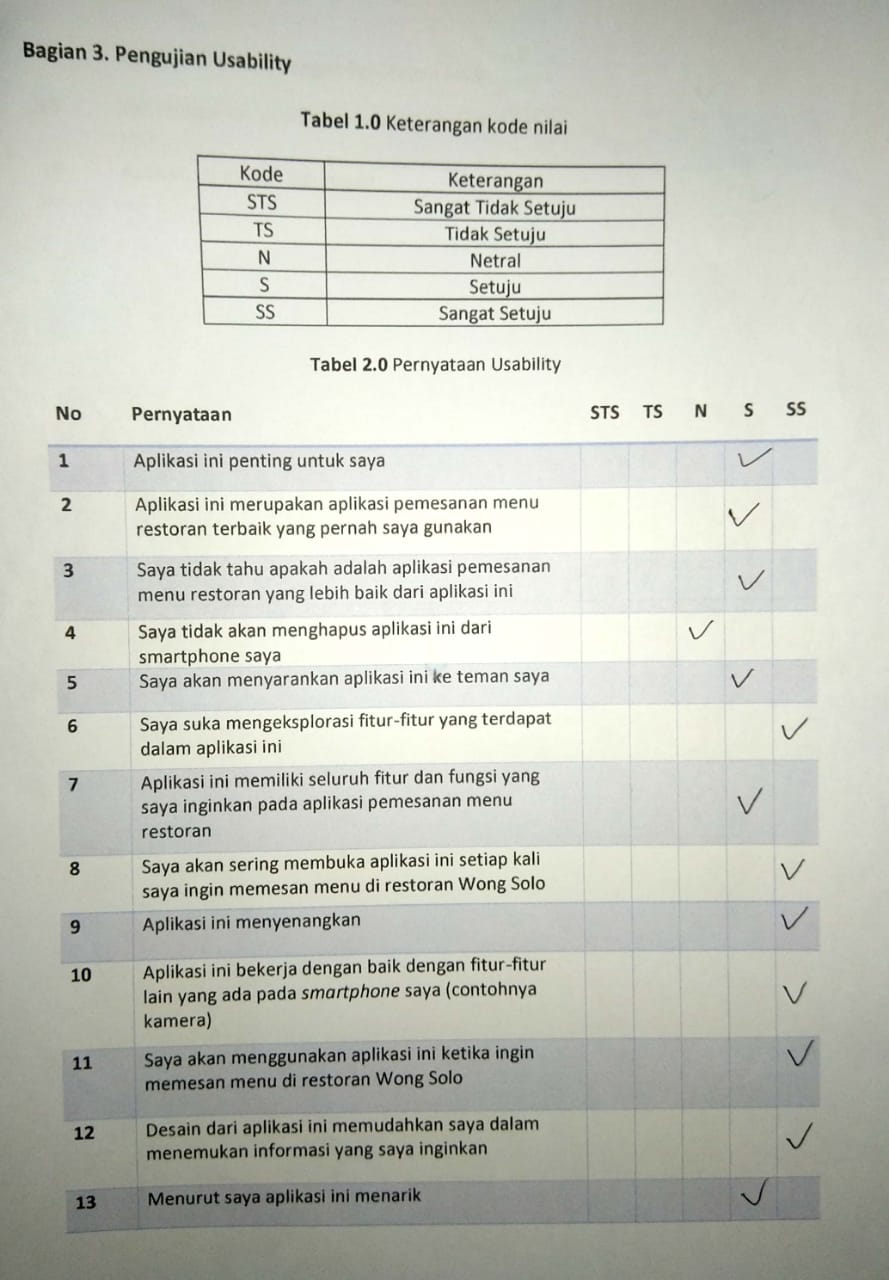 Bagian 3. Pengujian Usability
Tabel 1.0 Keterangan kode nilai
Kode Keterangan
STS Sangat Tidak Setuju
TS Tidak Setuju
N Netral
S Setuju
SS Sangat Setuju
Tabel 2.0 Pernyataan Usability
No Pernyataan STS TS N S SS
1 Aplikasi ini penting untuk saya ✓
2 Aplikasi ini merupakan aplikasi pemesanan menu
restoran terbaik yang pernah saya gunakan ✓
3 Saya tidak tahu apakah adalah aplikasi pemesanan
menu restoran yang lebih baik dari aplikasi ini ✓
4 Saya tidak akan menghapus aplikasi ini dari
smartphone saya ✓
5 Saya akan menyarankan aplikasi ini ke teman saya ✓
6 Saya suka mengeksplorasi fitur-fitur yang terdapat
dalam aplikasi ini ✓
7 Aplikasi ini memiliki seluruh fitur dan fungsi yang
saya inginkan pada aplikasi pemesanan menu ✓
restoran
8 Saya akan sering membuka aplikasi ini setiap kali
saya ingin memesan menu di restoran Wong Solo ✓
9 Aplikasi ini menyenangkan ✓
10 Aplikasi ini bekerja dengan baik dengan fitur-fitur
lain yang ada pada smartphone saya (contohnya ✓
kamera)
11 Saya akan menggunakan aplikasi ini ketika ingin ✓
memesan menu di restoran Wong Solo
12 Desain dari aplikasi ini memudahkan saya dalam
menemukan informasi yang saya inginkan ✓
13 Menurut saya aplikasi ini menarik ✓